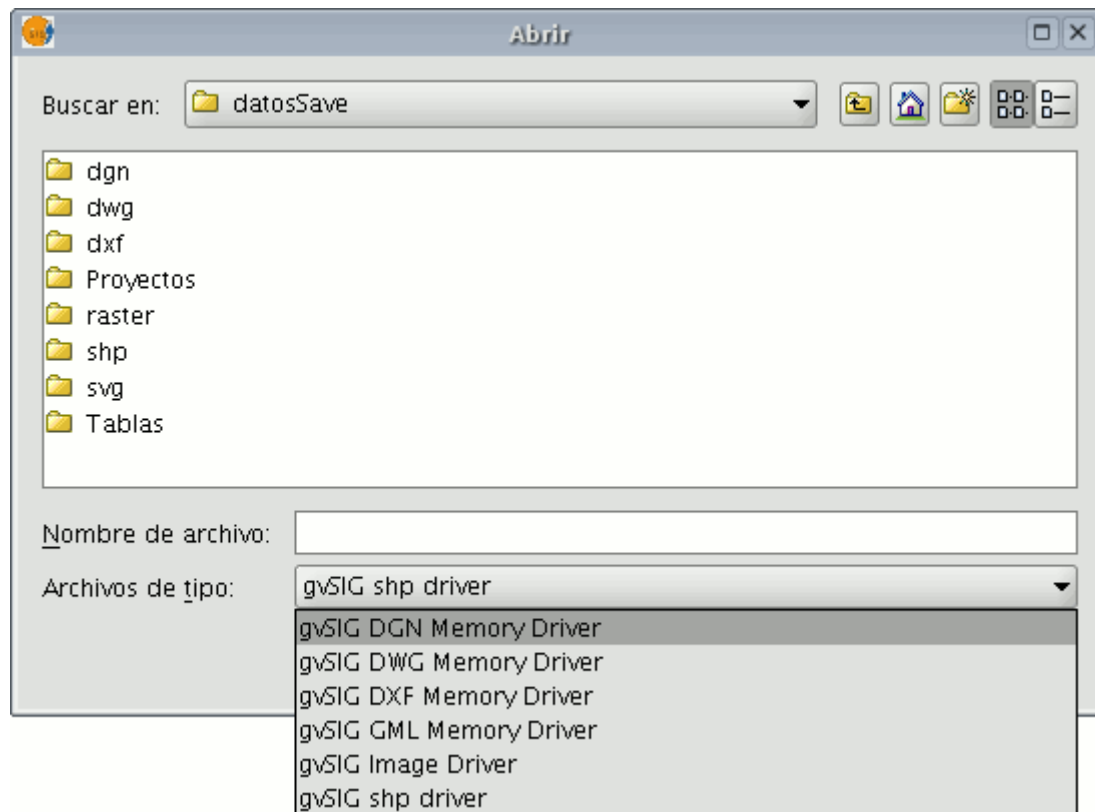 Abrir
Buscar en: datosSave
dgn
dwg
dxf
Proyectos
raster
shp
svg
Tablas
Nombre de archivo:
Archivos de tipo: gvSIG shp driver
gvSIG DGN Memory Driver
gvSIG DWG Memory Driver
gvSIG DXF Memory Driver
gvSIG GML Memory Driver
gvSIG Image Driver
gvSIG shp driver